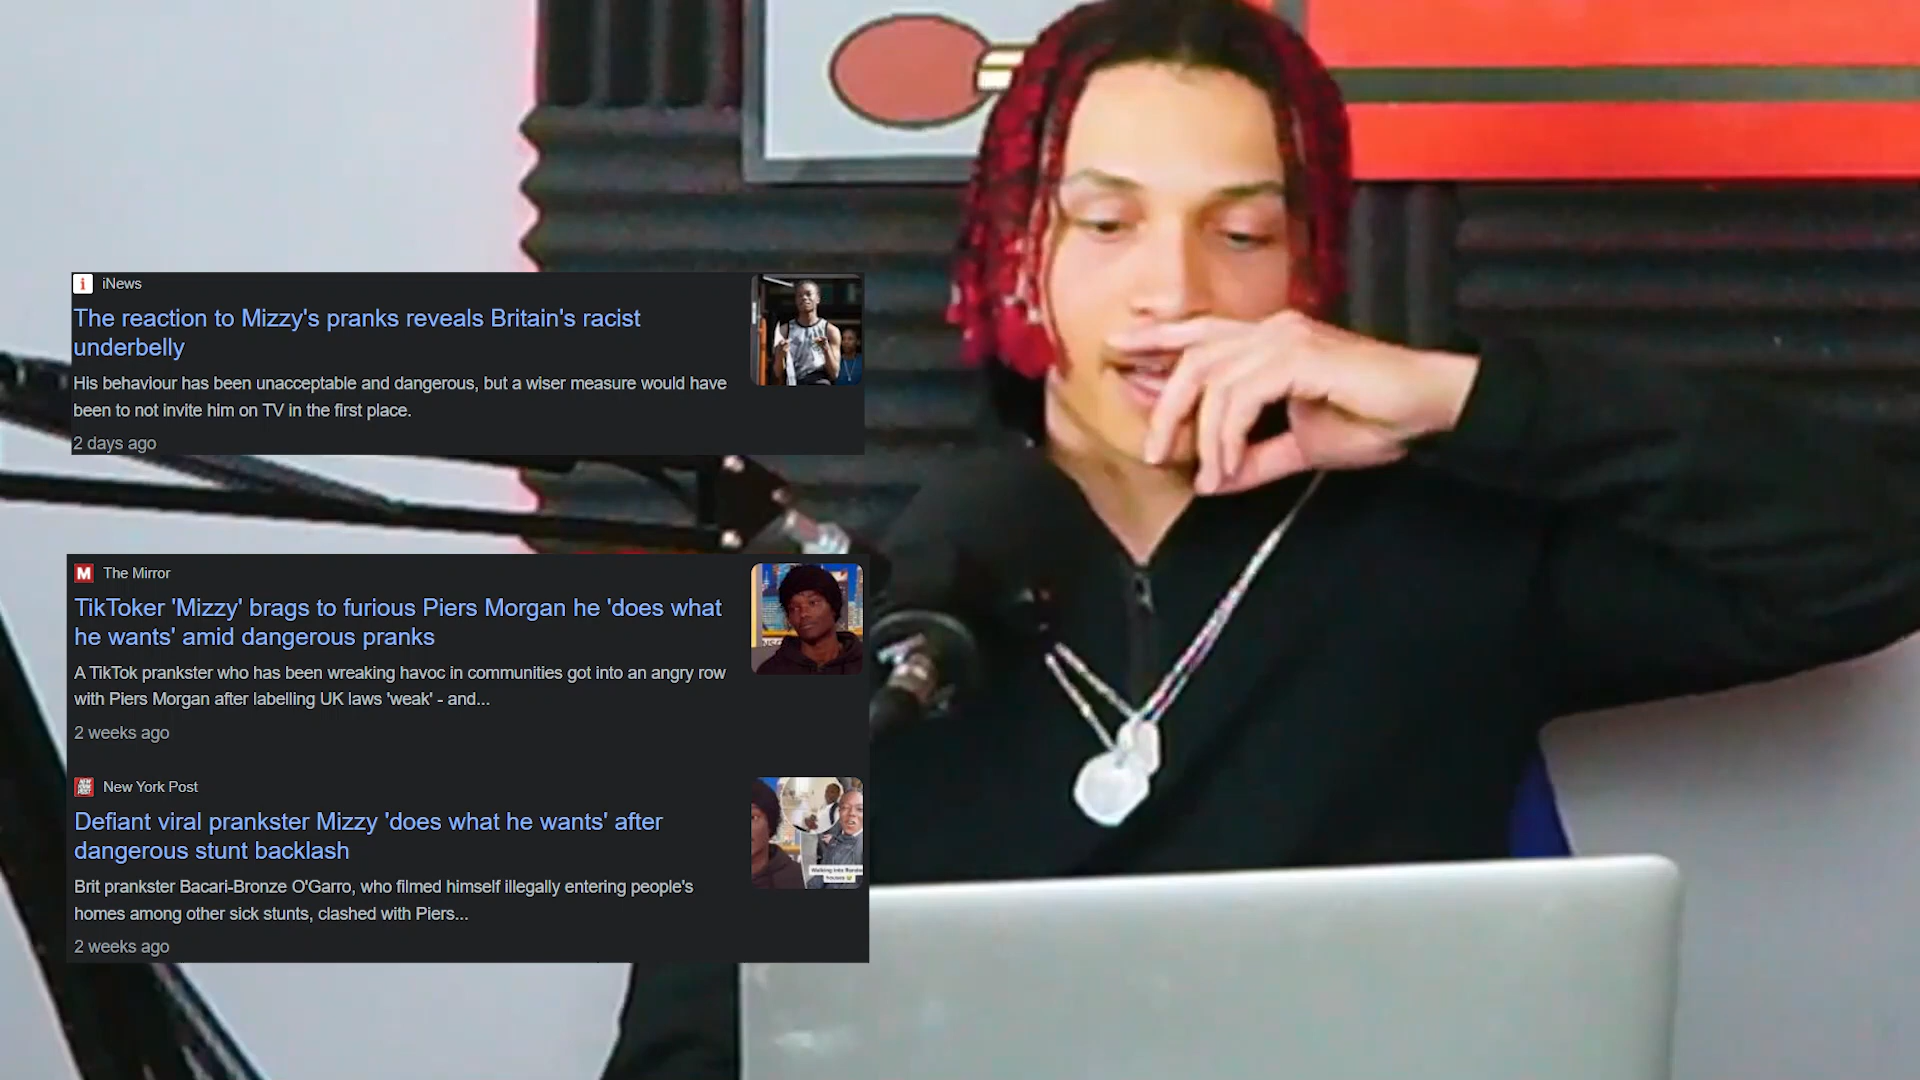 iNews
The reaction to Mizzy's pranks reveals Britain's racist
underbelly
His behaviour has been unacceptable and dangerous, but a wiser measure would have
been to not invite him on TV in the first place.
2 days ago
The Mirror
TikToker 'Mizzy' brags to furious Piers Morgan he 'does what
he wants' amid dangerous pranks
A TikTok prankster who has been wreaking havoc in communities got into an angry row
with Piers Morgan after labelling UK laws 'weak' - and...
2 weeks ago
New York Post
Defiant viral prankster Mizzy 'does what he wants' after
dangerous stunt backlash
Brit prankster Bacari-Bronze O'Garro, who filmed himself illegally entering people's
homes among other sick stunts, clashed with Piers...
2 weeks ago